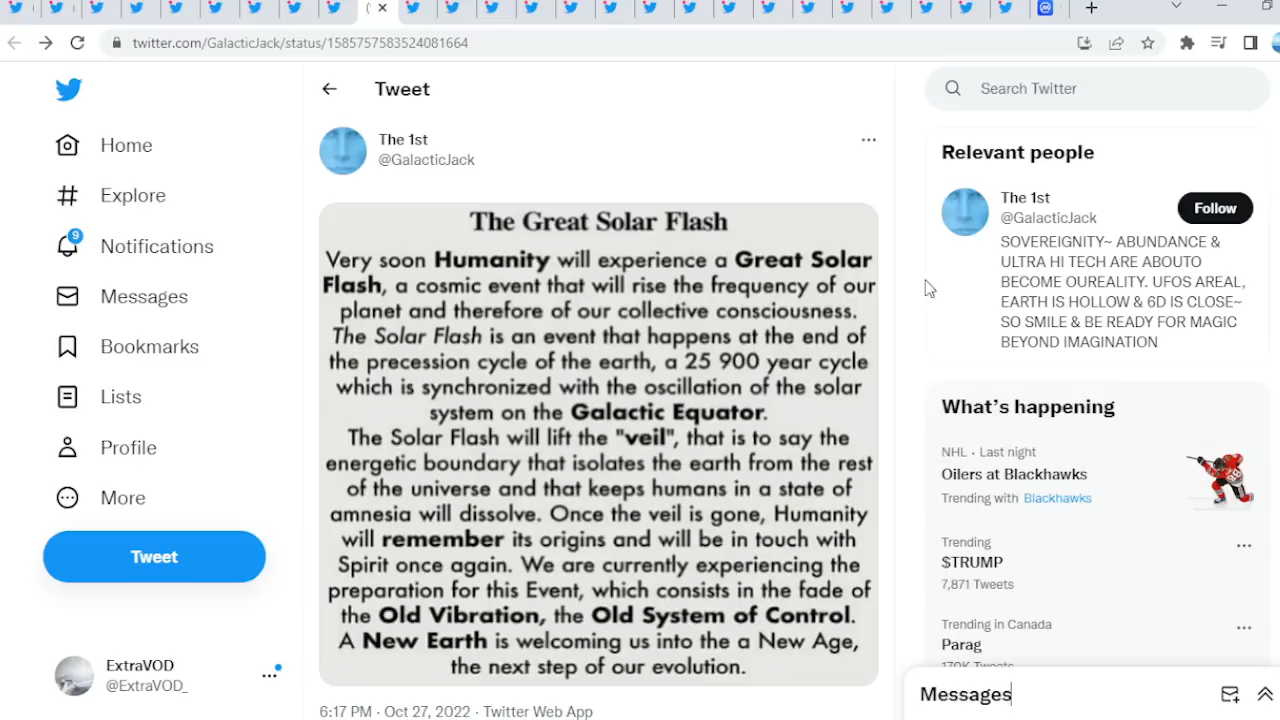 twitter.com/GalacticJack/status/1585757583524081664
Home
Explore
9
Notifications
Messages
Bookmarks
Lists
Profile
More
Tweet
ExtraVOD
@ExtraVOD_
Tweet
The 1st
@GalacticJack
The Great Solar Flash
Very soon Humanity will experience a Great Solar
Flash, a cosmic event that will rise the frequency of our
planet and therefore of our collective consciousness.
The Solar Flash is an event that happens at the end of
the precession cycle of the earth, a 25 900 year cycle
which is synchronized with the oscillation of the solar
system on the Galactic Equator.
The Solar Flash will lift the "veil", that is to say the
energetic boundary that isolates the earth from the rest
of the universe and that keeps humans in a state of
amnesia will dissolve. Once the veil is gone, Humanity
will remember its origins and will be in touch with
Spirit once again. We are currently experiencing the
preparation for this Event, which consists in the fade of
the Old Vibration, the Old System of Control.
A New Earth is welcoming us into the a New Age,
the next step of our evolution.
6:17 PM · Oct 27, 2022 · Twitter Web App
Search Twitter
Relevant people
The 1st
@GalacticJack
Follow
SOVEREIGNITY~ ABUNDANCE &
ULTRA HI TECH ARE ABOUTO
BECOME OUREALITY. UFOS AREAL,
EARTH IS HOLLOW & 6D IS CLOSE~
SO SMILE & BE READY FOR MAGIC
BEYOND IMAGINATION
What's happening
NHL · Last night
Oilers at Blackhawks
Trending with Blackhawks
Trending
$TRUMP
7,871 Tweets
Trending in Canada
Parag
170K Tweets
Messages